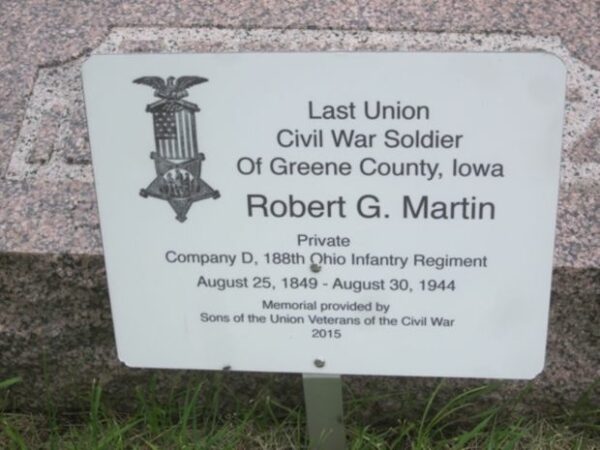 Last Union
Civil War Soldier
Of Greene County, Iowa
Robert G. Martin
Private
Company D, 188th Ohio Infantry Regiment
August 25, 1849 - August 30, 1944
Memorial provided by
Sons of the Union Veterans of the Civil War
2015